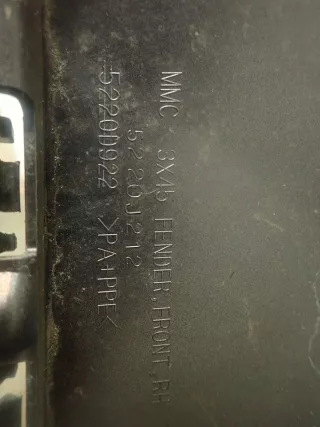 MMC 3X45 FENDER,FRONT,RH
5220J212
5220D922 >PA+PPE<